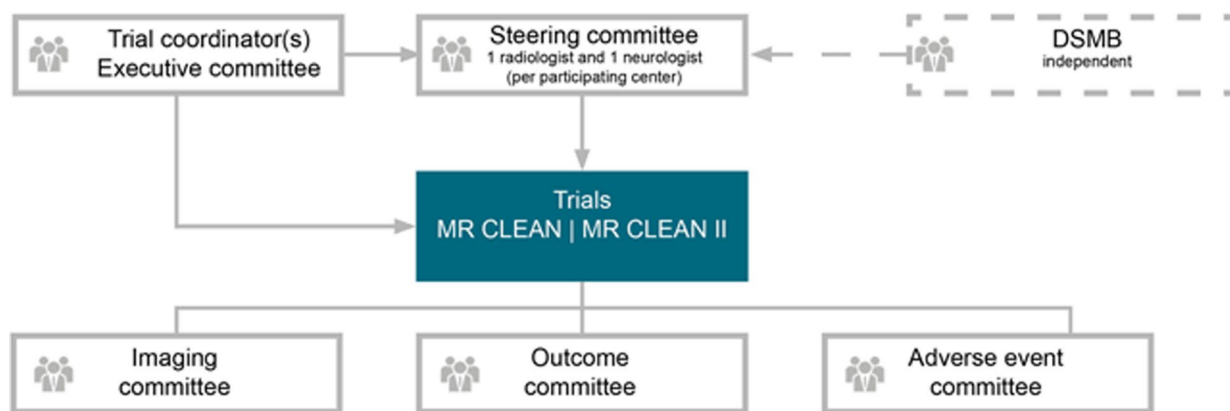 Trial coordinator(s)
Executive committee
Steering committee
1 radiologist and 1 neurologist
(per participating center)
DSMB
independent
Trials
MR CLEAN | MR CLEAN II
Imaging
committee
Outcome
committee
Adverse event
committee